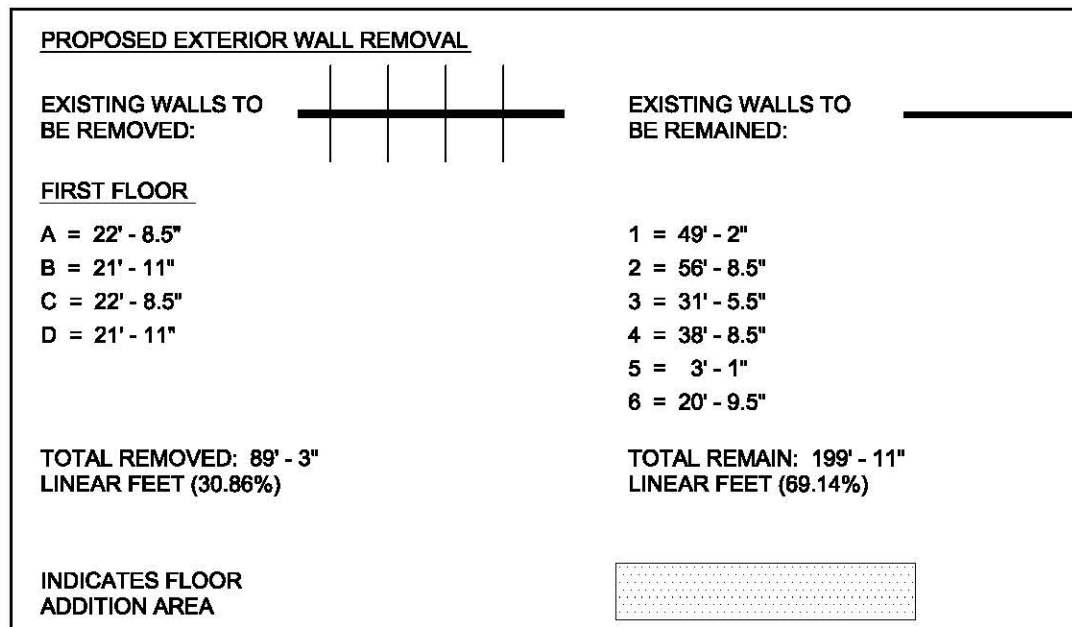 PROPOSED EXTERIOR WALL REMOVAL
EXISTING WALLS TO
BE REMOVED:
EXISTING WALLS TO
BE REMAINED:
FIRST FLOOR
A = 22' - 8.5"
B = 21' - 11"
C = 22' - 8.5"
D = 21' - 11"
1 = 49' - 2"
2 = 56' - 8.5"
3 = 31' - 5.5"
4 = 38' - 8.5"
5 = 3' - 1"
6 = 20' - 9.5"
TOTAL REMOVED: 89' - 3"
LINEAR FEET (30.86%)
TOTAL REMAIN: 199' - 11"
LINEAR FEET (69.14%)
INDICATES FLOOR
ADDITION AREA